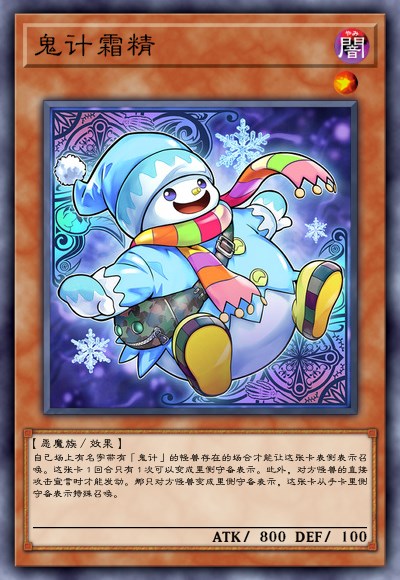 鬼计霜精
やみ
闇
【恶魔族／效果】
自己场上有名字带有「鬼计」的怪兽存在的场合才能让这张卡表侧表示召
唤。这张卡1回合只有1次可以变成里侧守备表示。此外，对方怪兽的直接
攻击宣言时才能发动。那只对方怪兽变成里侧守备表示，这张卡从手卡里侧
守备表示特殊召唤。
ATK/ 800 DEF/ 100